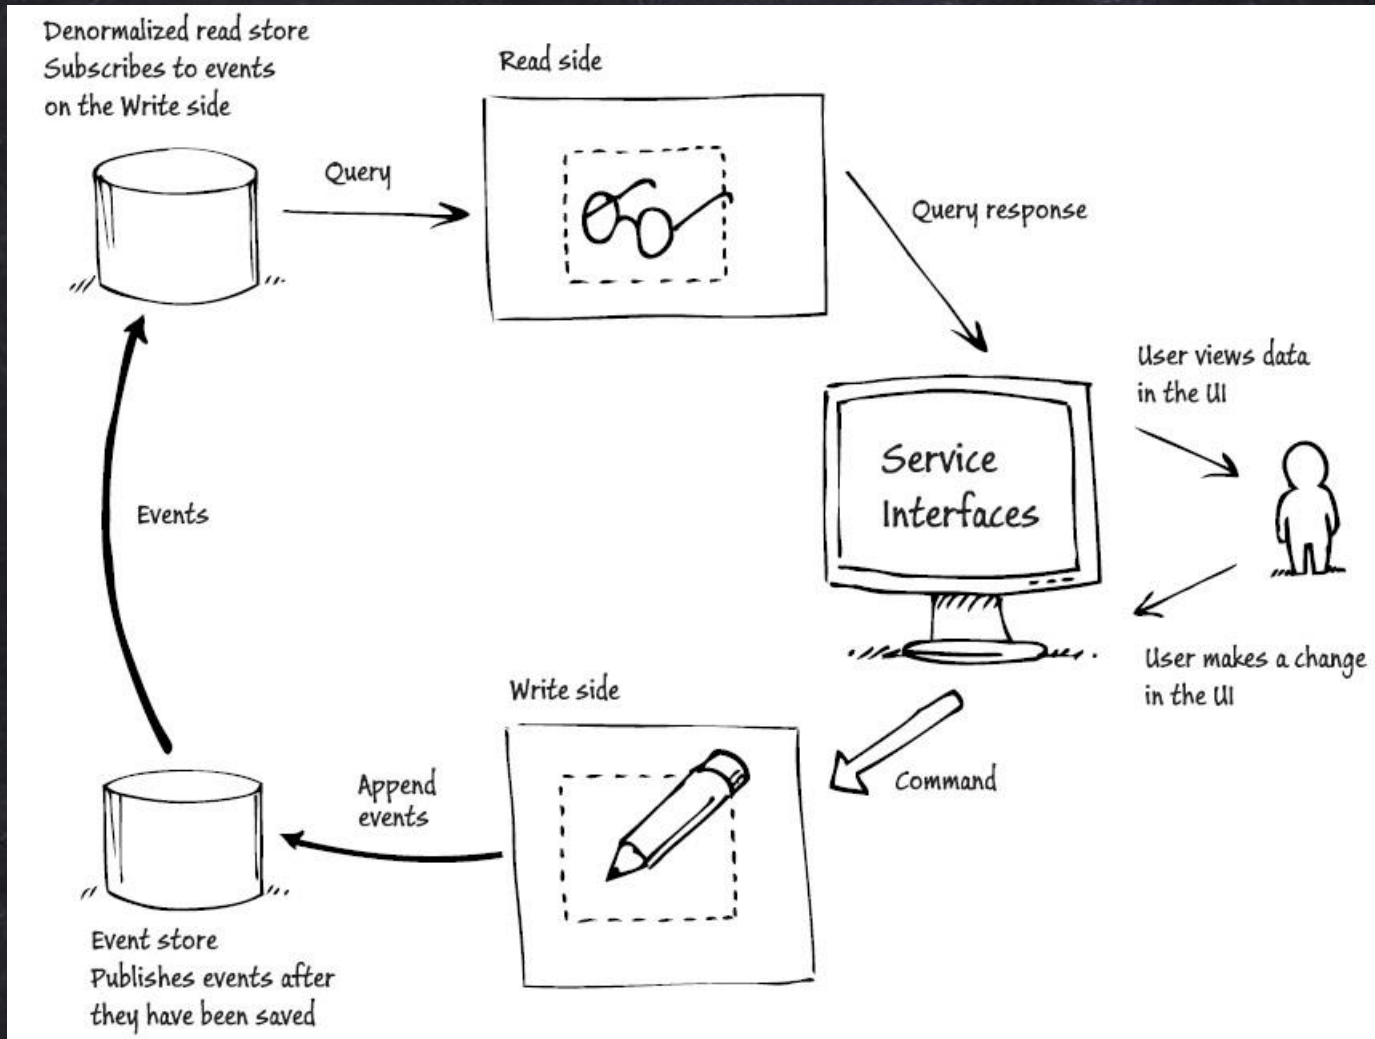 Denormalized read store
Subscribes to events
on the Write side
Read side
Query
Query response
User views data
in the UI
Service
Interfaces
Events
User makes a change
in the UI
Write side
Command
Append
events
Event store
Publishes events after
they have been saved